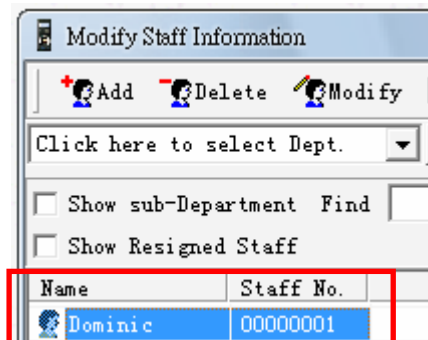 Modify Staff Information
Add Delete Modify
Click here to select Dept.
Show sub-Department Find
Show Resigned Staff
Name Staff No.
Dominic 00000001